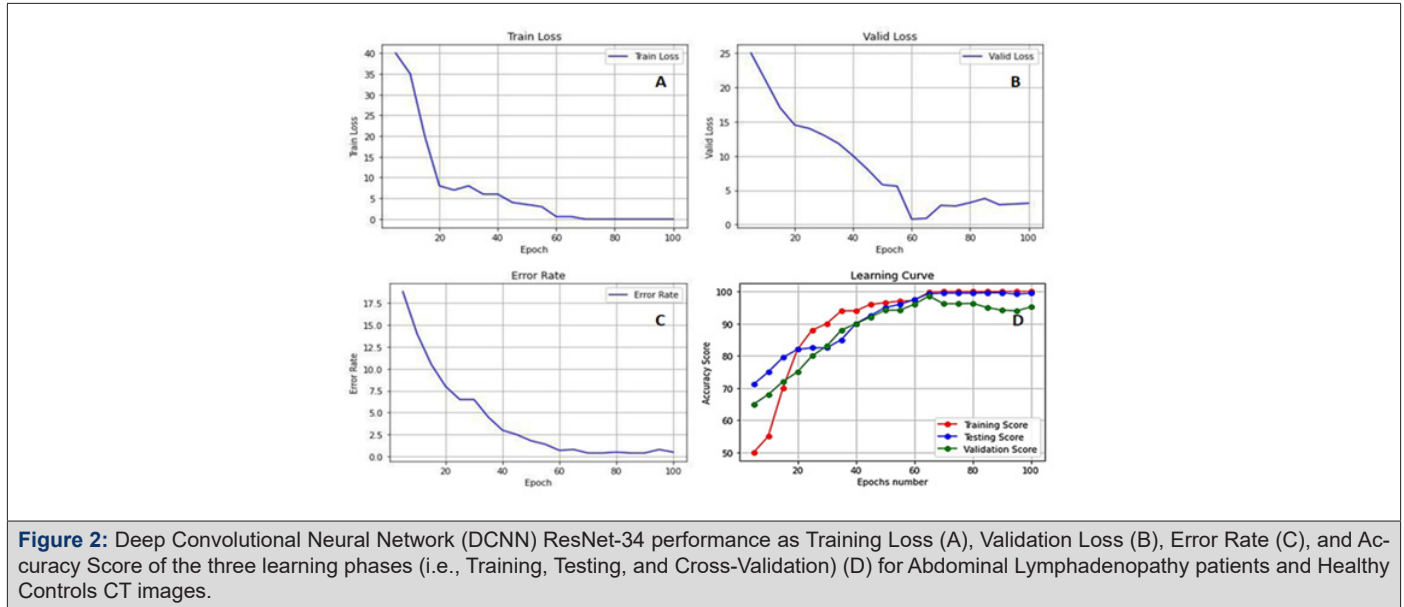 Train Loss
Train Loss
A
40
35
30
25
20
15
10
5
0
Train Loss
20 40 60 80 100
Epoch
Valid Loss
Valid Loss
B
25
20
15
10
5
0
Valid Loss
20 40 60 80 100
Epoch
Error Rate
Error Rate
C
17.5
15.0
12.5
10.0
7.5
5.0
2.5
0.0
Error Rate
20 40 60 80 100
Epoch
Learning Curve
D
100
90
80
70
60
50
Accuracy Score
Training Score
Testing Score
Validation Score
20 40 60 80 100
Epochs number
Figure 2: Deep Convolutional Neural Network (DCNN) ResNet-34 performance as Training Loss (A), Validation Loss (B), Error Rate (C), and Ac-
curacy Score of the three learning phases (i.e., Training, Testing, and Cross-Validation) (D) for Abdominal Lymphadenopathy patients and Healthy
Controls CT images.